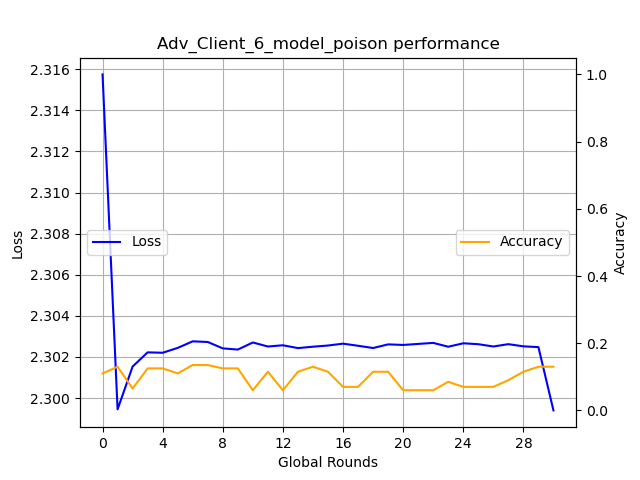 Adv_Client_6_model_poison performance
2.316
2.314
2.312
2.310
2.308
2.306
2.304
2.302
2.300
Loss
Loss
Accuracy
1.0
0.8
0.6
0.4
0.2
0.0
Accuracy
0 4 8 12 16 20 24 28
Global Rounds